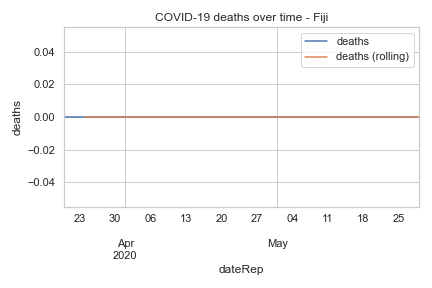 COVID-19 deaths over time - Fiji
deaths
deaths (rolling)
0.04
0.02
0.00
−0.02
−0.04
deaths
23 30 06 13 20 27 04 11 18 25
Apr May
2020
dateRep